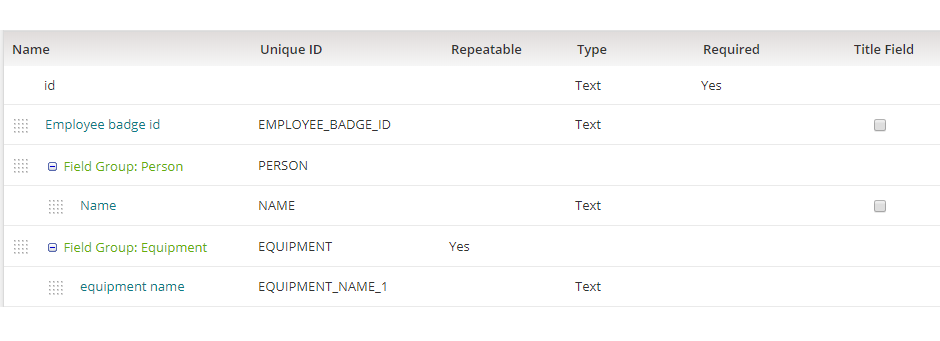 Name Unique ID Repeatable Type Required Title Field
id Text Yes
Employee badge id EMPLOYEE_BADGE_ID Text
Field Group: Person PERSON
Name NAME Text
Field Group: Equipment EQUIPMENT Yes
equipment name EQUIPMENT_NAME_1 Text